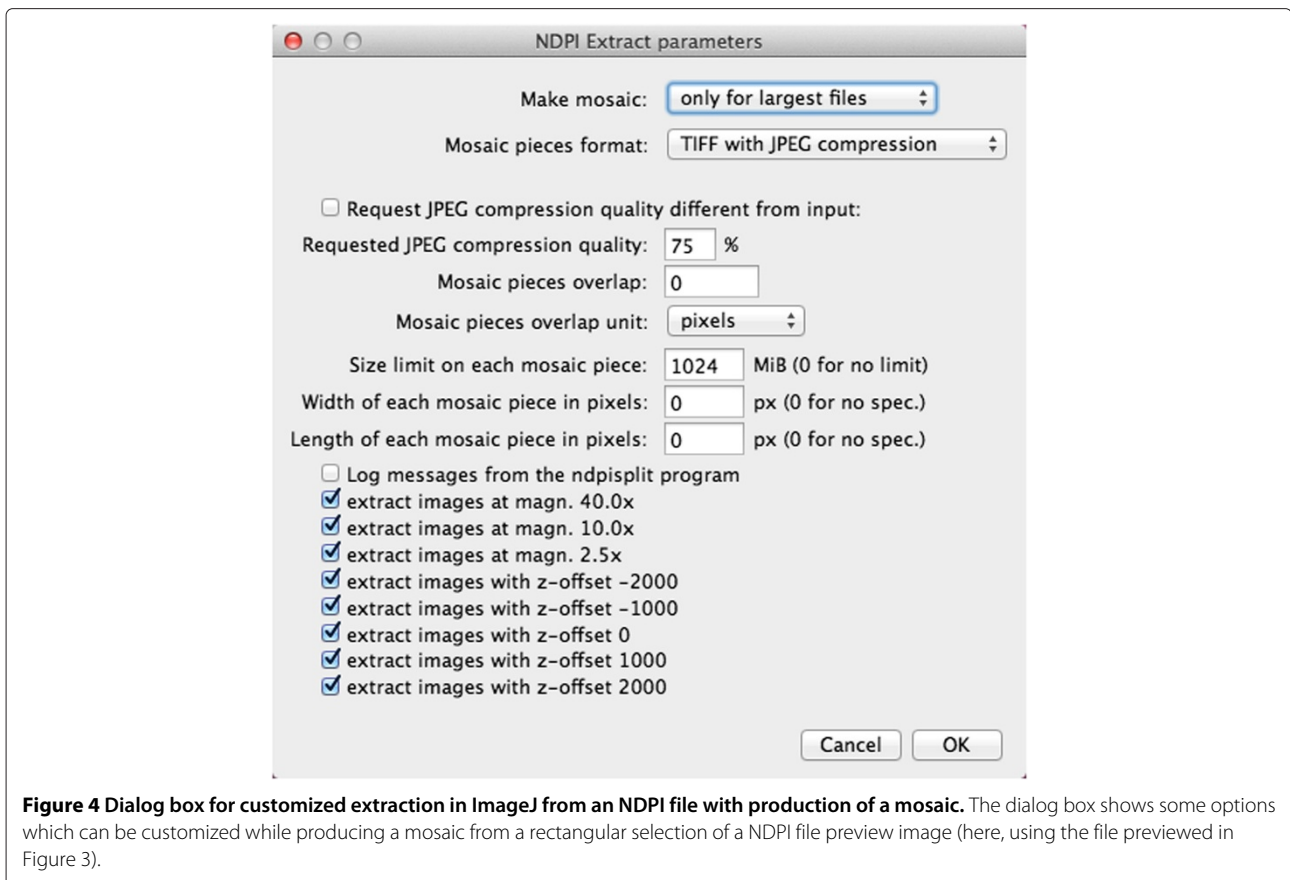 NDPI Extract parameters
Make mosaic: only for largest files
Mosaic pieces format: TIFF with JPEG compression
Request JPEG compression quality different from input:
Requested JPEG compression quality: 75 %
Mosaic pieces overlap: 0
Mosaic pieces overlap unit: pixels
Size limit on each mosaic piece: 1024 MiB (0 for no limit)
Width of each mosaic piece in pixels: 0 px (0 for no spec.)
Length of each mosaic piece in pixels: 0 px (0 for no spec.)
Log messages from the ndpisplit program
extract images at magn. 40.0x
extract images at magn. 10.0x
extract images at magn. 2.5x
extract images with z-offset -2000
extract images with z-offset -1000
extract images with z-offset 0
extract images with z-offset 1000
extract images with z-offset 2000
Cancel OK
Figure 4 Dialog box for customized extraction in ImageJ from an NDPI file with production of a mosaic. The dialog box shows some options
which can be customized while producing a mosaic from a rectangular selection of a NDPI file preview image (here, using the file previewed in
Figure 3).